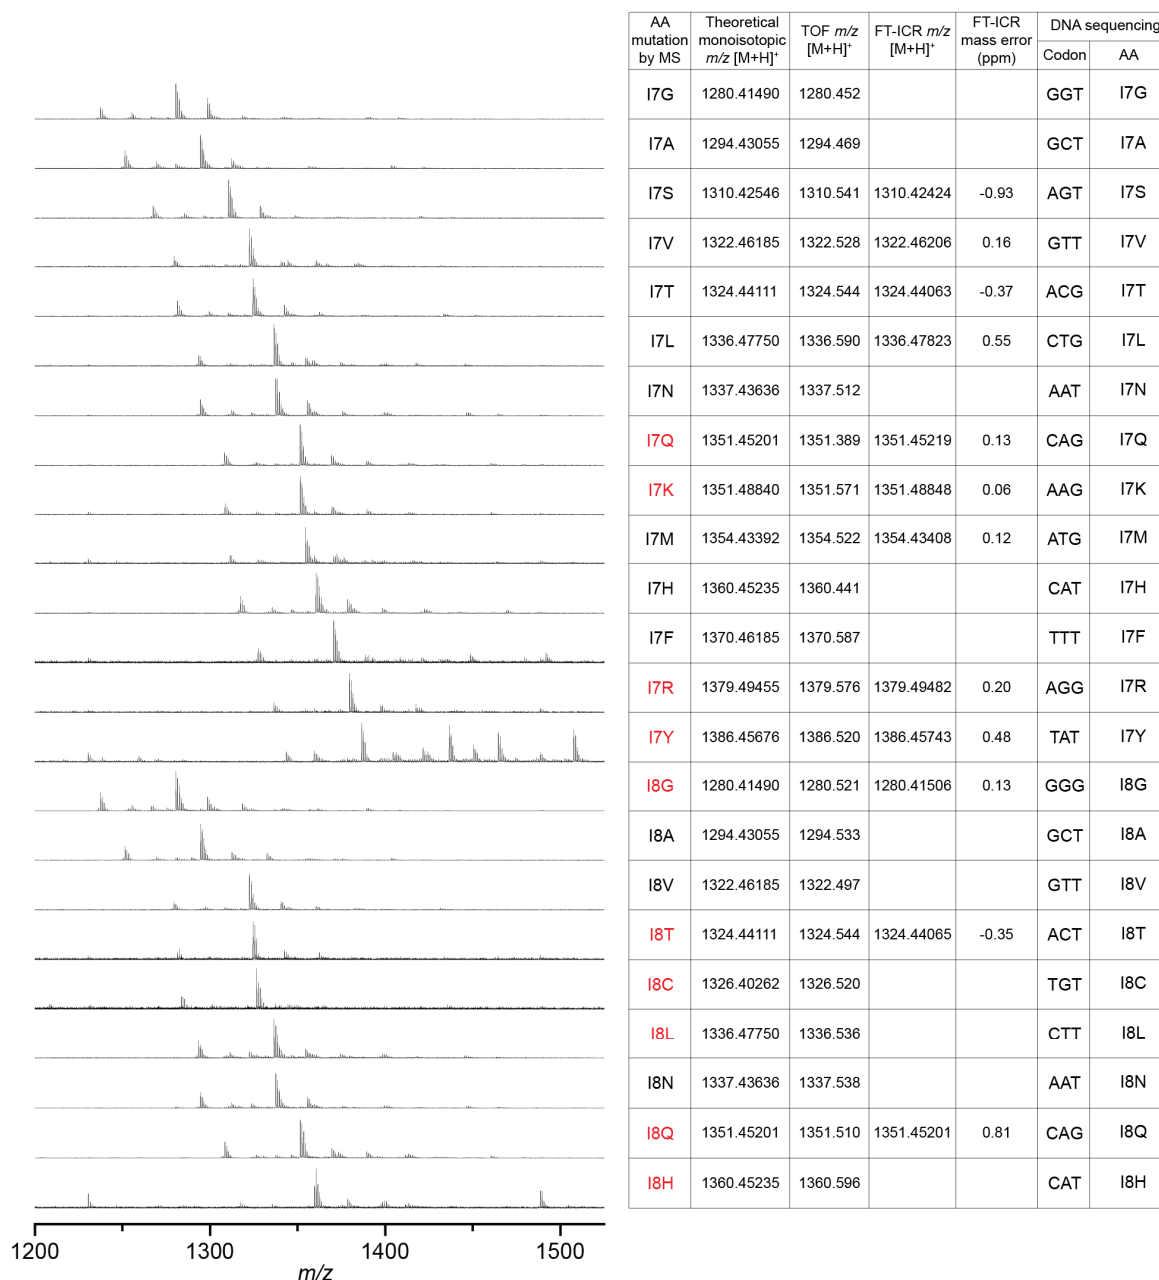 AA mutation by MS Theoretical monoisotopic m/z [M+H]⁺ TOF m/z [M+H]⁺ FT-ICR m/z [M+H]⁺ FT-ICR mass error (ppm) DNA sequencing
Codon AA
I7G 1280.41490 1280.452 GGT I7G
I7A 1294.43055 1294.469 GCT I7A
I7S 1310.42546 1310.541 1310.42424 -0.93 AGT I7S
I7V 1322.46185 1322.528 1322.46206 0.16 GTT I7V
I7T 1324.44111 1324.544 1324.44063 -0.37 ACG I7T
I7L 1336.47750 1336.590 1336.47823 0.55 CTG I7L
I7N 1337.43636 1337.512 AAT I7N
I7Q 1351.45201 1351.389 1351.45219 0.13 CAG I7Q
I7K 1351.48840 1351.571 1351.48848 0.06 AAG I7K
I7M 1354.43392 1354.522 1354.43408 0.12 ATG I7M
I7H 1360.45235 1360.441 CAT I7H
I7F 1370.46185 1370.587 TTT I7F
I7R 1379.49455 1379.576 1379.49482 0.20 AGG I7R
I7Y 1386.45676 1386.520 1386.45743 0.48 TAT I7Y
I8G 1280.41490 1280.521 1280.41506 0.13 GGG I8G
I8A 1294.43055 1294.533 GCT I8A
I8V 1322.46185 1322.497 GTT I8V
I8T 1324.44111 1324.544 1324.44065 -0.35 ACT I8T
I8C 1326.40262 1326.520 TGT I8C
I8L 1336.47750 1336.536 CTT I8L
I8N 1337.43636 1337.538 AAT I8N
I8Q 1351.45201 1351.510 1351.45201 0.81 CAG I8Q
I8H 1360.45235 1360.596 CAT I8H
1200 1300 1400 1500
m/z